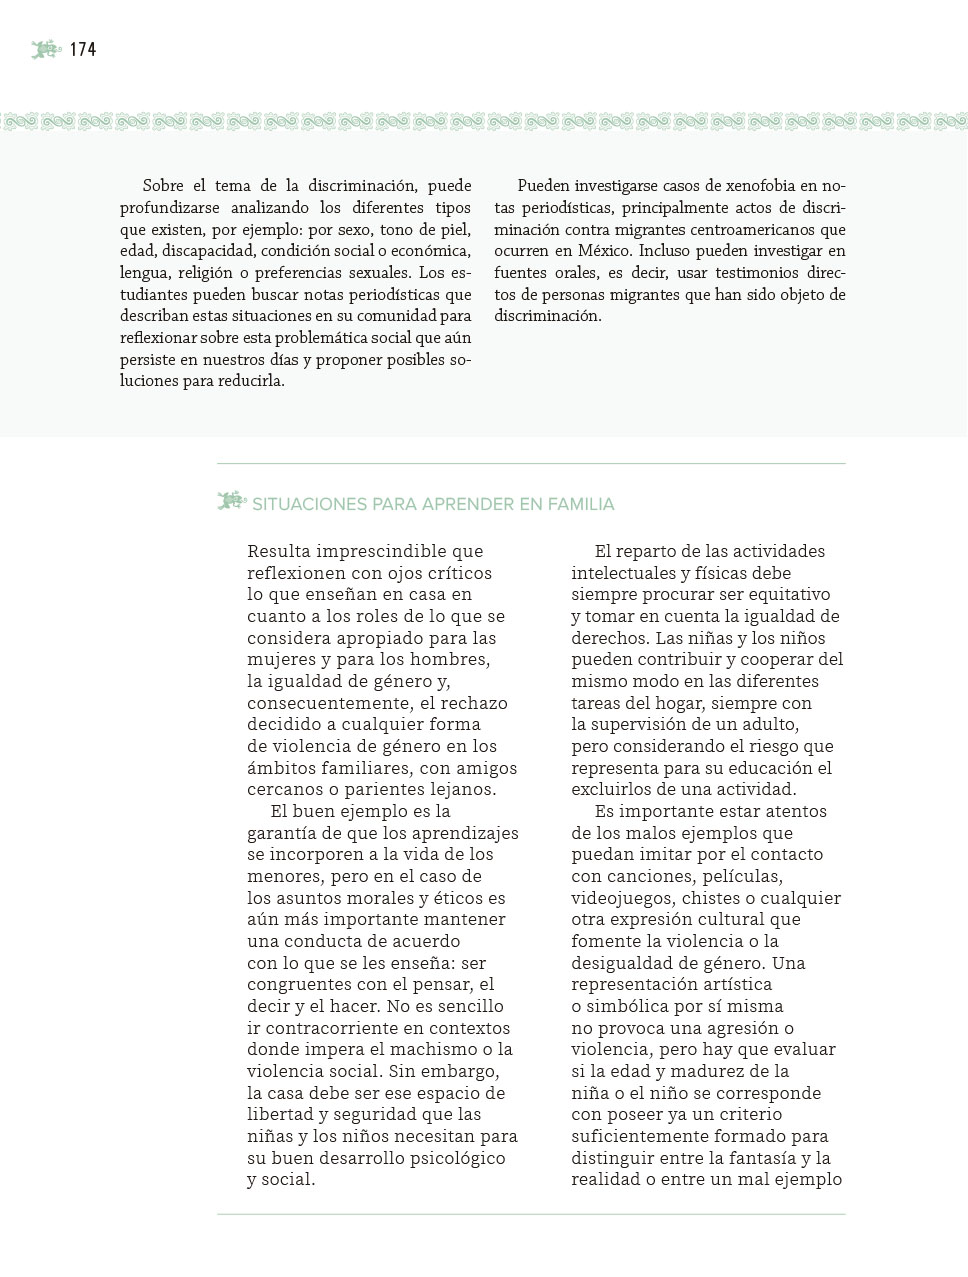 174
Sobre el tema de la discriminación, puede
profundizarse analizando los diferentes tipos
que existen, por ejemplo: por sexo, tono de piel,
edad, discapacidad, condición social o económica,
lengua, religión o preferencias sexuales. Los es-
tudiantes pueden buscar notas periodísticas que
describan estas situaciones en su comunidad para
reflexionar sobre esta problemática social que aún
persiste en nuestros días y proponer posibles so-
luciones para reducirla.
Pueden investigarse casos de xenofobia en no-
tas periodísticas, principalmente actos de discri-
minación contra migrantes centroamericanos que
ocurren en México. Incluso pueden investigar en
fuentes orales, es decir, usar testimonios direc-
tos de personas migrantes que han sido objeto de
discriminación.
SITUACIONES PARA APRENDER EN FAMILIA
Resulta imprescindible que
reflexionen con ojos críticos
lo que enseñan en casa en
cuanto a los roles de lo que se
considera apropiado para las
mujeres y para los hombres,
la igualdad de género y,
consecuentemente, el rechazo
decidido a cualquier forma
de violencia de género en los
ámbitos familiares, con amigos
cercanos o parientes lejanos.
El buen ejemplo es la
garantía de que los aprendizajes
se incorporen a la vida de los
menores, pero en el caso de
los asuntos morales y éticos es
aún más importante mantener
una conducta de acuerdo
con lo que se les enseña: ser
congruentes con el pensar, el
decir y el hacer. No es sencillo
ir contracorriente en contextos
donde impera el machismo o la
violencia social. Sin embargo,
la casa debe ser ese espacio de
libertad y seguridad que las
niñas y los niños necesitan para
su buen desarrollo psicológico
y social.
El reparto de las actividades
intelectuales y físicas debe
siempre procurar ser equitativo
y tomar en cuenta la igualdad de
derechos. Las niñas y los niños
pueden contribuir y cooperar del
mismo modo en las diferentes
tareas del hogar, siempre con
la supervisión de un adulto,
pero considerando el riesgo que
representa para su educación el
excluirlos de una actividad.
Es importante estar atentos
de los malos ejemplos que
puedan imitar por el contacto
con canciones, películas,
videojuegos, chistes o cualquier
otra expresión cultural que
fomente la violencia o la
desigualdad de género. Una
representación artística
o simbólica por sí misma
no provoca una agresión o
violencia, pero hay que evaluar
si la edad y madurez de la
niña o el niño se corresponde
con poseer ya un criterio
suficientemente formado para
distinguir entre la fantasía y la
realidad o entre un mal ejemplo